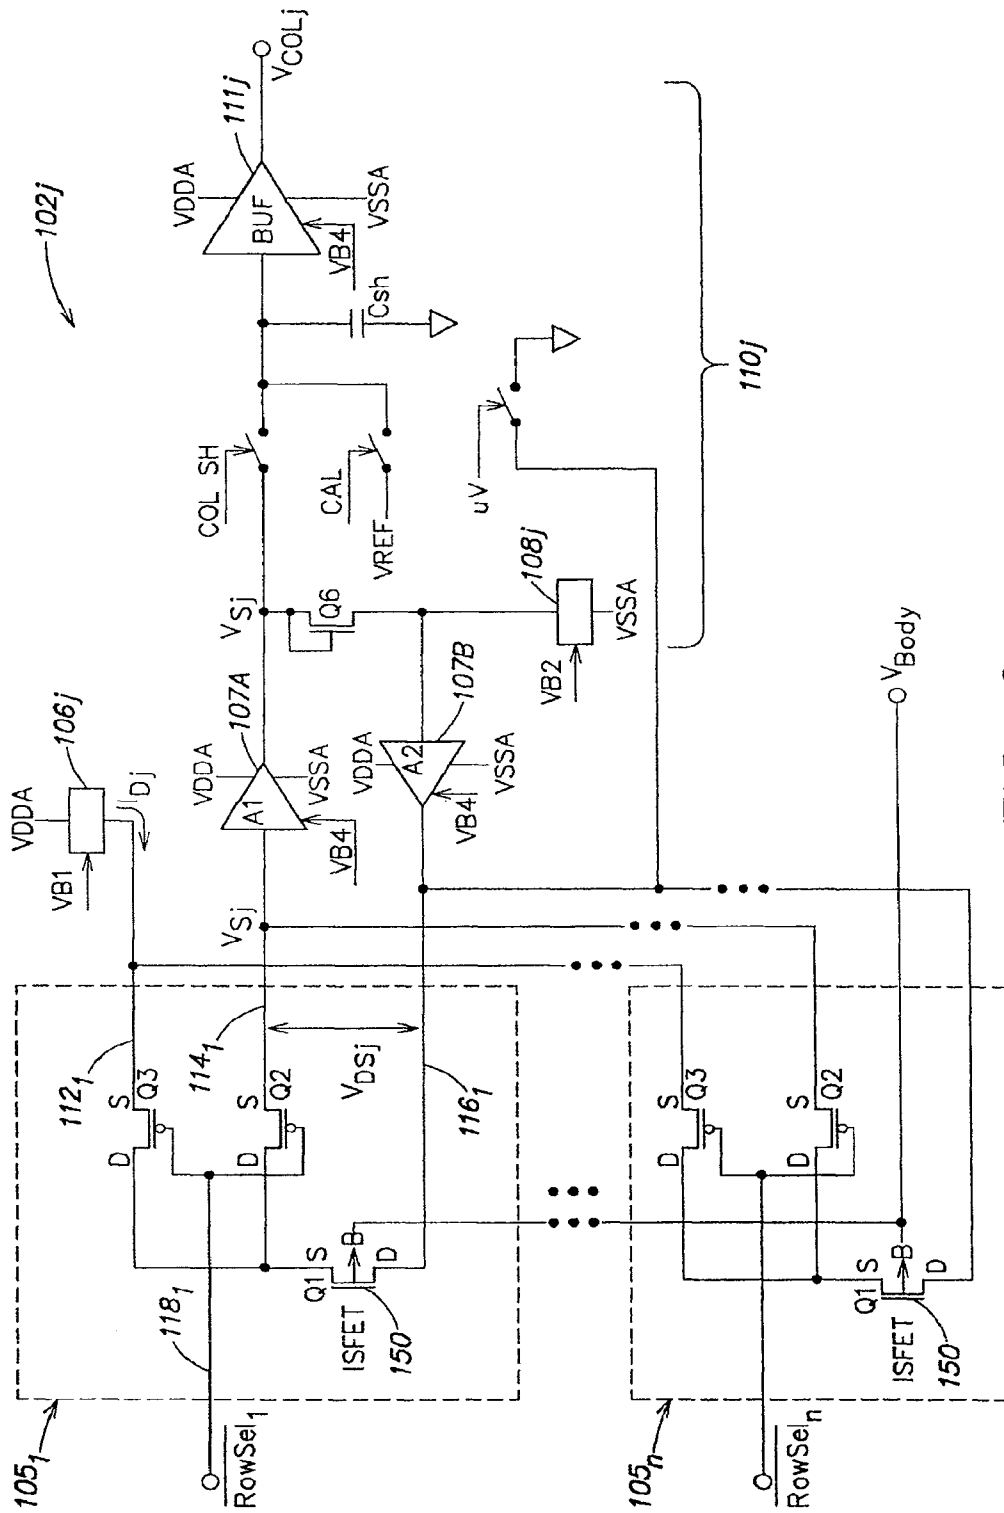 102j
VDDA
106j
VB1
IDj
VDDA
107A
A1
VSSA
VB4
VSj
VSj
Q6
COL SH
CAL
VREF
VDDA
111j
BUF
VB4
VSSA
VCOLj
Csh
uV
110j
VDDA
A2
107B
VB4
VSSA
VB2
108j
VSSA
105₁
RowSel₁
118₁
112₁
D
S
Q3
114₁
D
S
Q2
VDSj
116₁
Q1
S
B
D
ISFET
150
105n
RowSeln
D
S
Q3
D
S
Q2
Q1
S
B
D
ISFET
150
VBody